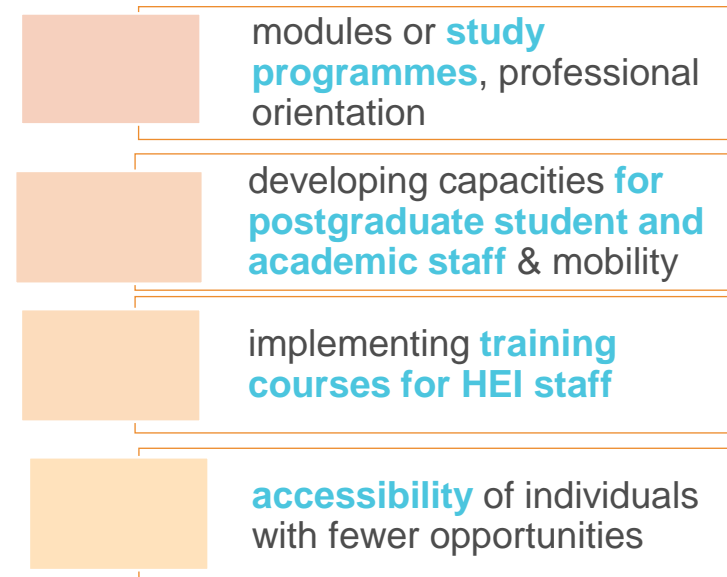 modules or study
programmes, professional
orientation
developing capacities for
postgraduate student and
academic staff & mobility
implementing training
courses for HEI staff
accessibility of individuals
with fewer opportunities